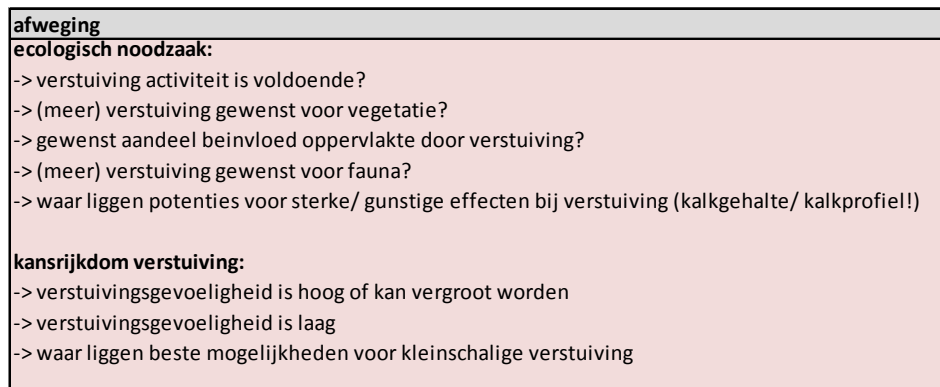 afweging
ecologisch noodzaak:
-> verstuiving activiteit is voldoende?
-> (meer) verstuiving gewenst voor vegetatie?
-> gewenst aandeel beinvloed oppervlakte door verstuiving?
-> (meer) verstuiving gewenst voor fauna?
-> waar liggen potenties voor sterke/ gunstige effecten bij verstuiving (kalkgehalte/ kalkprofiel!)
kansrijkdom verstuiving:
-> verstuivingsgevoeligheid is hoog of kan vergroot worden
-> verstuivingsgevoeligheid is laag
-> waar liggen beste mogelijkheden voor kleinschalige verstuiving